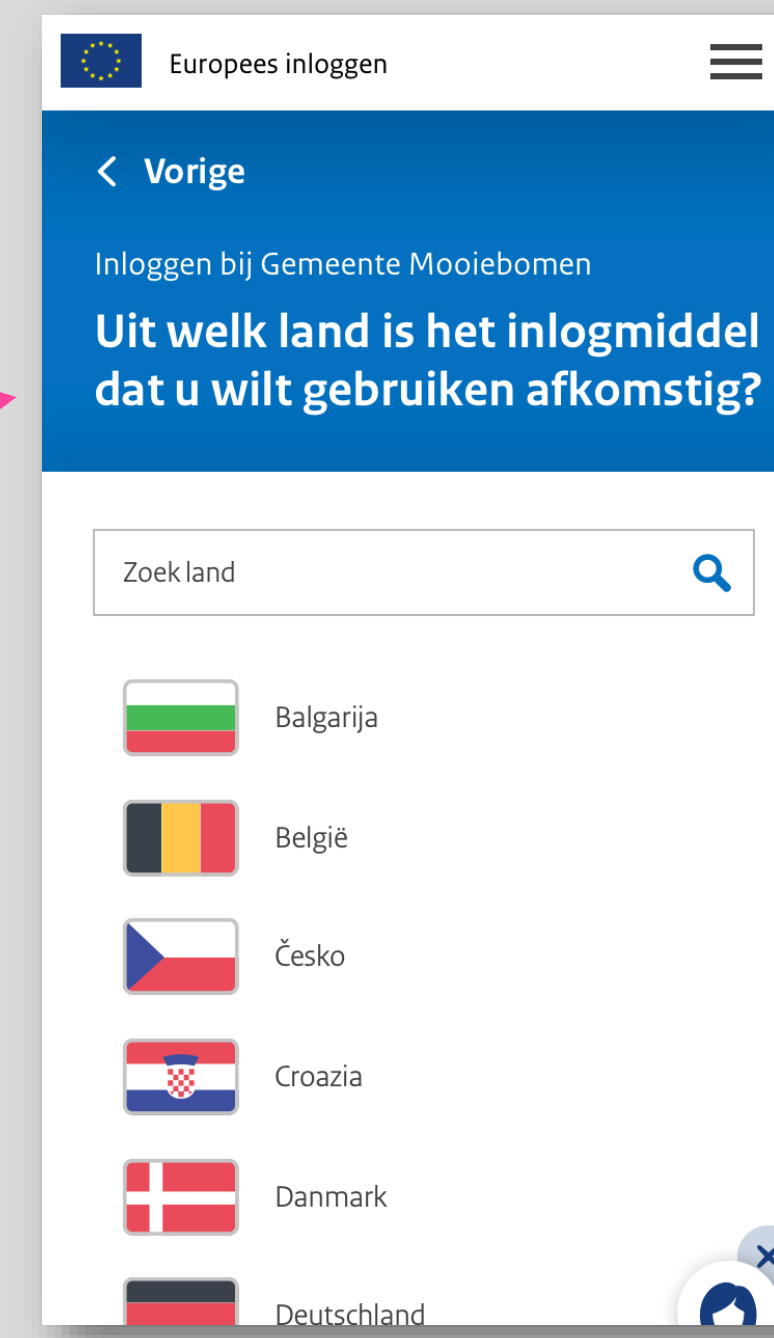 Europees inloggen
Vorige
Inloggen bij Gemeente Mooiebomen
Uit welk land is het inlogmiddel
dat u wilt gebruiken afkomstig?
Zoek land
Balgarija
België
Česko
Croazia
Danmark
Deutschland